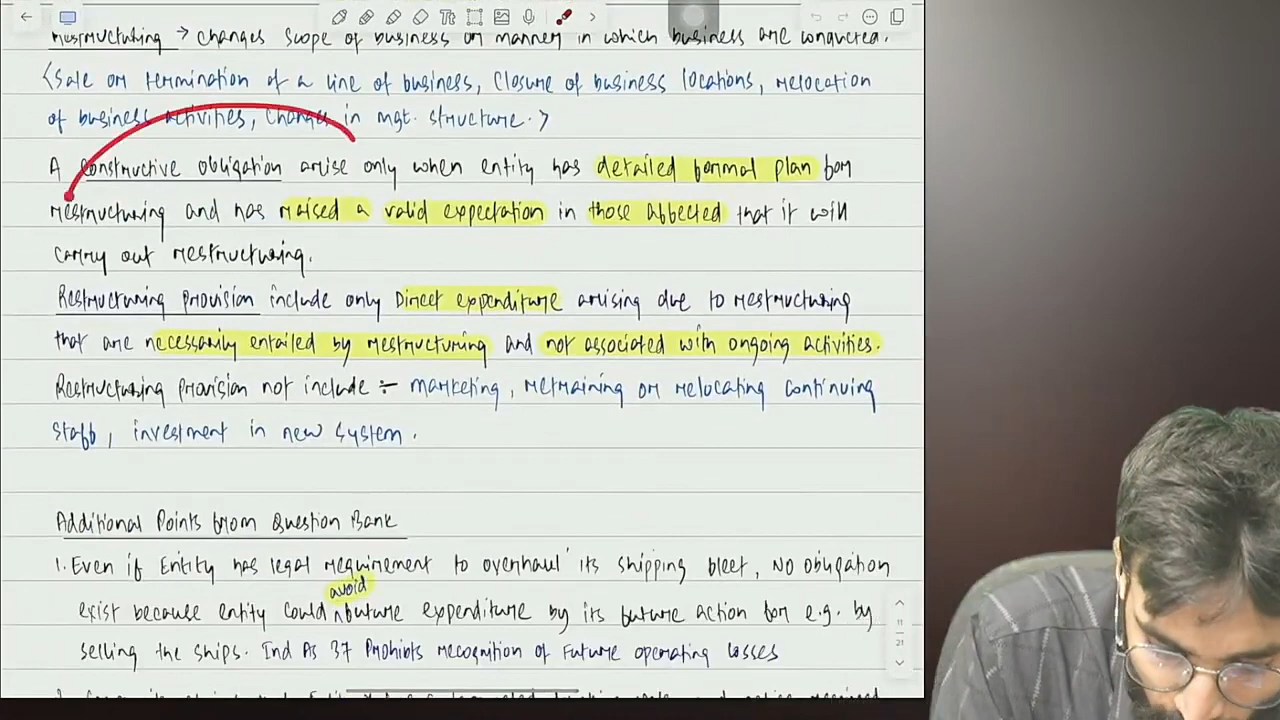 Restructuring → changes scope of business or manner in which business are conducted.
(Sale or termination of a line of business, closure of business locations, relocation
of business activities, changes in mgt. structure.)
A constructive obligation arise only when entity has detailed formal plan for
restructuring and has raised a valid expectation in those affected that it will
carry out restructuring.
Restructuring provision include only Direct expenditure arising due to restructuring
that are necessarily entailed by restructuring and not associated with ongoing activities.
Restructuring provision not include ÷ marketing, retraining or relocating continuing
staff, investment in new system.
Additional Points from Question Bank
1. Even if Entity has legal requirement to overhaul its shipping fleet, NO obligation
avoid
exist because entity could ^ future expenditure by its future action for e.g. by
selling the ships. Ind AS 37 Prohibts recognition of Future operating losses
11
21